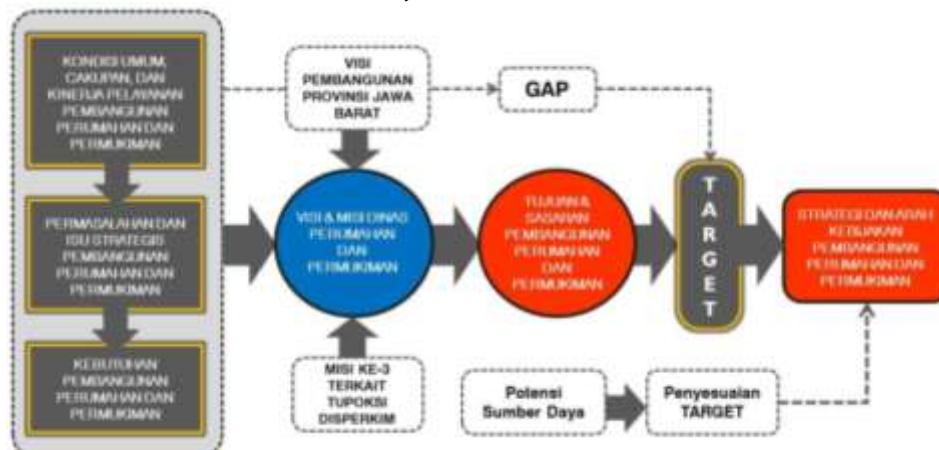 KONDISI UMUM,
CAKUPAN, DAN
KINERJA PELAYANAN
PEMBANGUNAN
PERUMAHAN DAN
PERMUKIMAN
PERMASALAHAN DAN
ISU STRATEGIS
PEMBANGUNAN
PERUMAHAN DAN
PERMUKIMAN
KEBUTUHAN
PEMBANGUNAN
PERUMAHAN DAN
PERMUKIMAN
VISI
PEMBANGUNAN
PROVINSI JAWA
BARAT
GAP
VISI & MISI DINAS
PERUMAHAN
DAN
PERMUKIMAN
TUJUAN &
SASARAN
PEMBANGUNAN
PERUMAHAN
DAN
PERMUKIMAN
TARGET
STRATEGI DAN ARAH
KEBIJAKAN
PEMBANGUNAN
PERUMAHAN DAN
PERMUKIMAN
MISI KE-3
TERKAIT
TUPOKSI
DISPERKIM
Potensi
Sumber Daya
Penyesuaian
TARGET